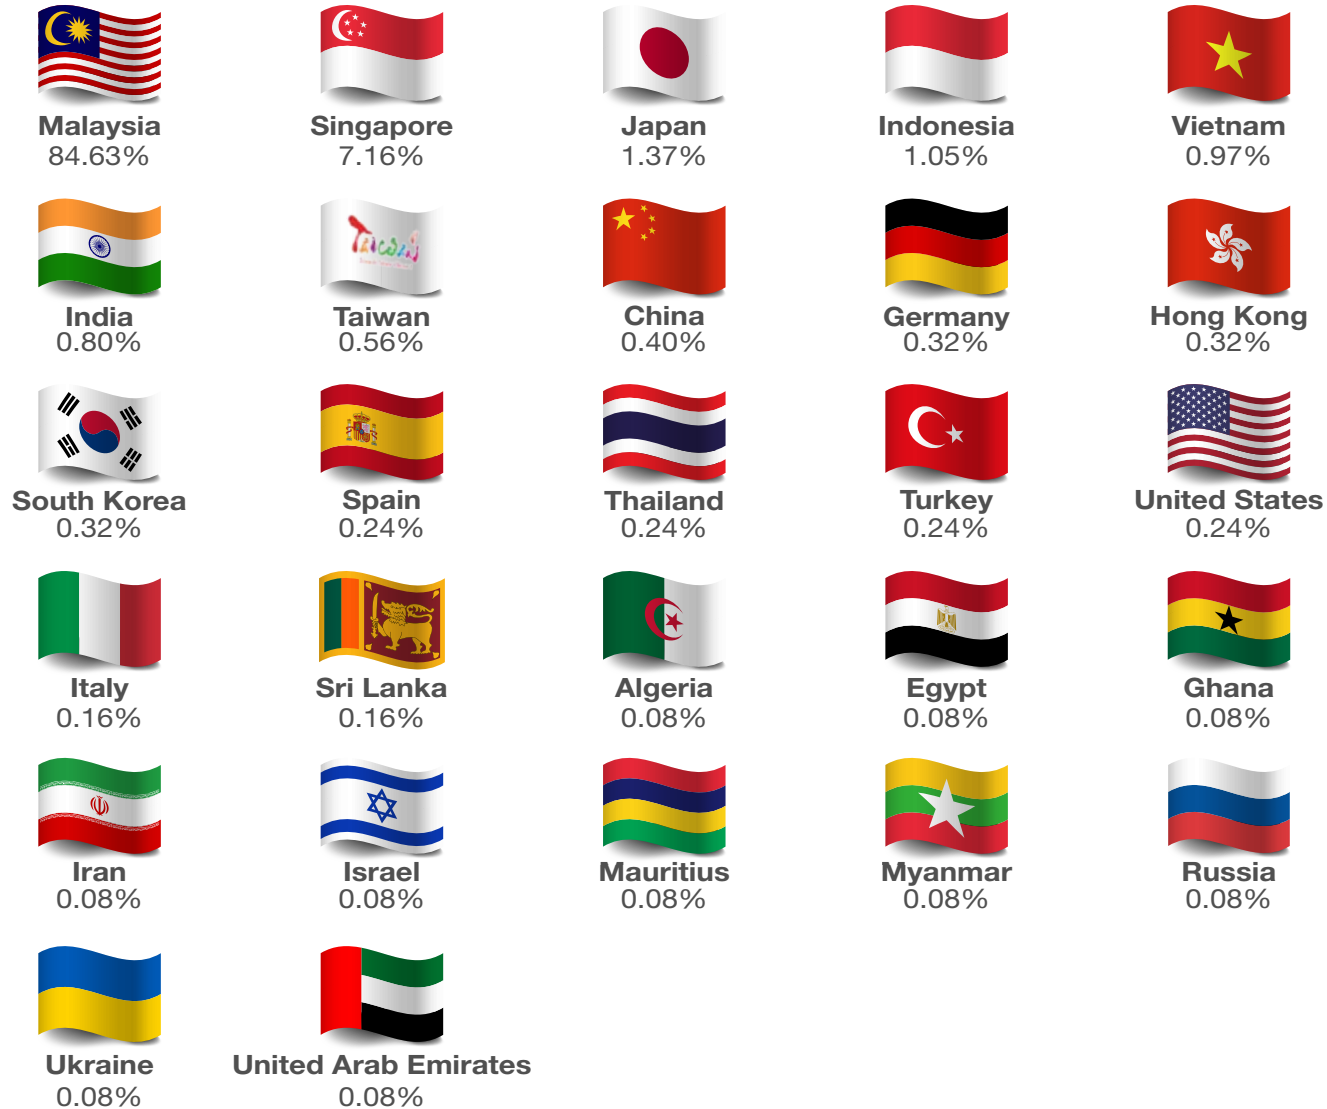 Malaysia
84.63%
Singapore
7.16%
Japan
1.37%
Indonesia
1.05%
Vietnam
0.97%
India
0.80%
Taiwan
Taiwan
0.56%
China
0.40%
Germany
0.32%
Hong Kong
0.32%
South Korea
0.32%
Spain
0.24%
Thailand
0.24%
Turkey
0.24%
United States
0.24%
Italy
0.16%
Sri Lanka
0.16%
Algeria
0.08%
Egypt
0.08%
Ghana
0.08%
Iran
0.08%
Israel
0.08%
Mauritius
0.08%
Myanmar
0.08%
Russia
0.08%
Ukraine
0.08%
United Arab Emirates
0.08%